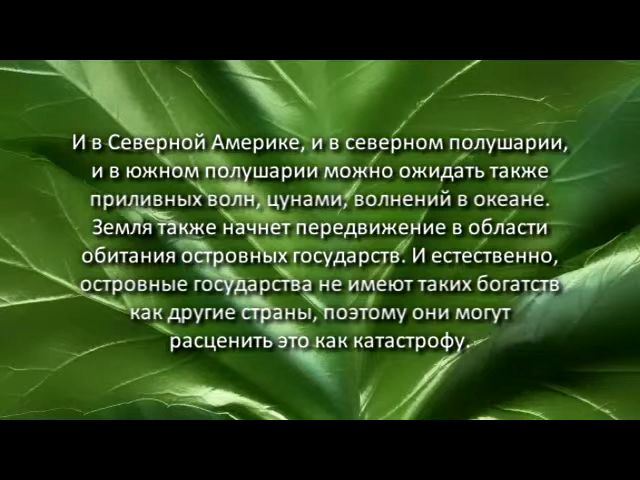 И в Северной Америке, и в северном полушарии,
и в южном полушарии можно ожидать также
приливных волн, цунами, волнений в океане.
Земля также начнет передвижение в области
обитания островных государств. И естественно,
островные государства не имеют таких богатств
как другие страны, поэтому они могут
расценить это как катастрофу.